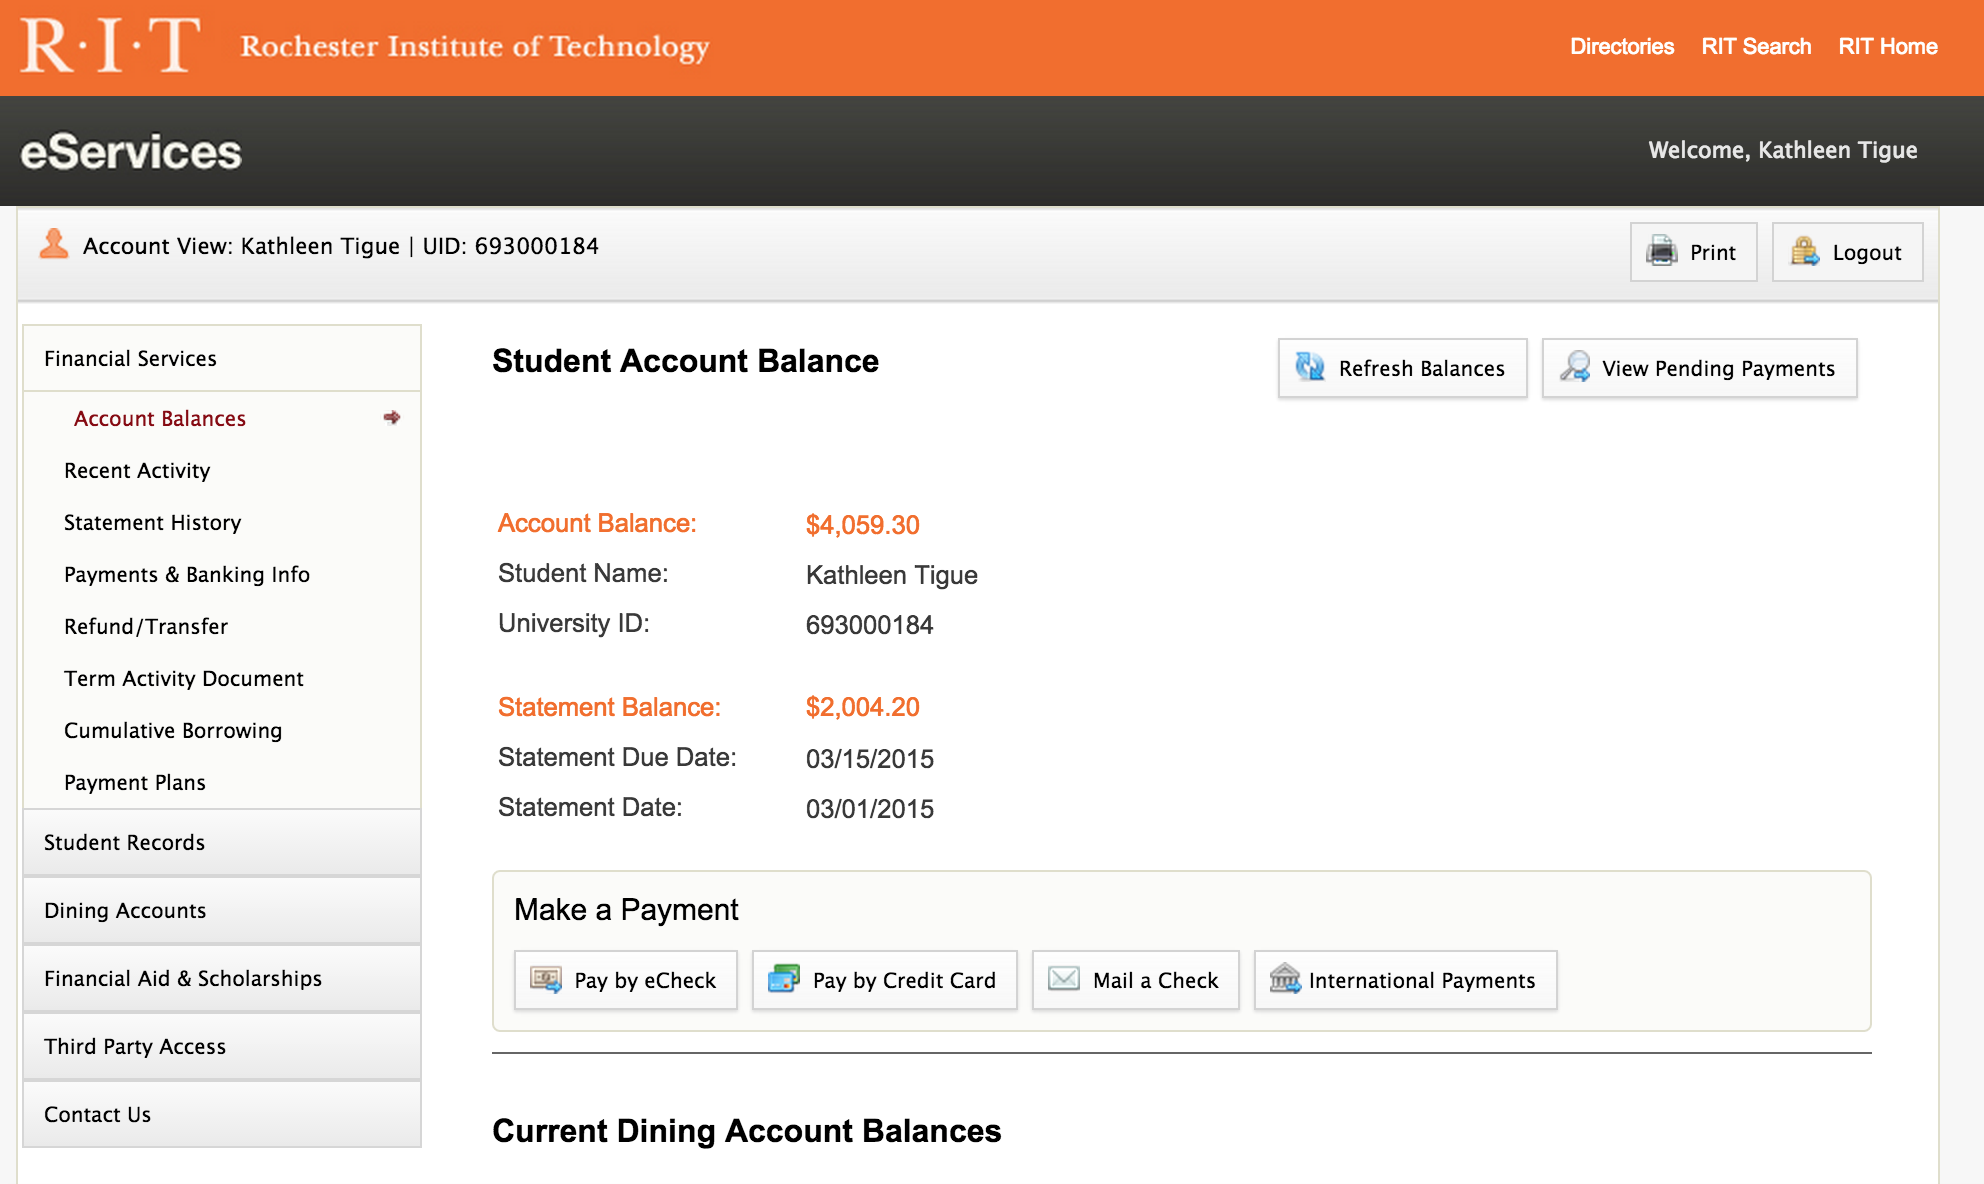 R·I·T Rochester Institute of Technology Directories RIT Search RIT Home
eServices Welcome, Kathleen Tigue
Account View: Kathleen Tigue | UID: 693000184 Print Logout
Financial Services
Account Balances
Recent Activity
Statement History
Payments & Banking Info
Refund/Transfer
Term Activity Document
Cumulative Borrowing
Payment Plans
Student Records
Dining Accounts
Financial Aid & Scholarships
Third Party Access
Contact Us
Student Account Balance Refresh Balances View Pending Payments
Account Balance: $4,059.30
Student Name: Kathleen Tigue
University ID: 693000184
Statement Balance: $2,004.20
Statement Due Date: 03/15/2015
Statement Date: 03/01/2015
Make a Payment
Pay by eCheck Pay by Credit Card Mail a Check International Payments
Current Dining Account Balances